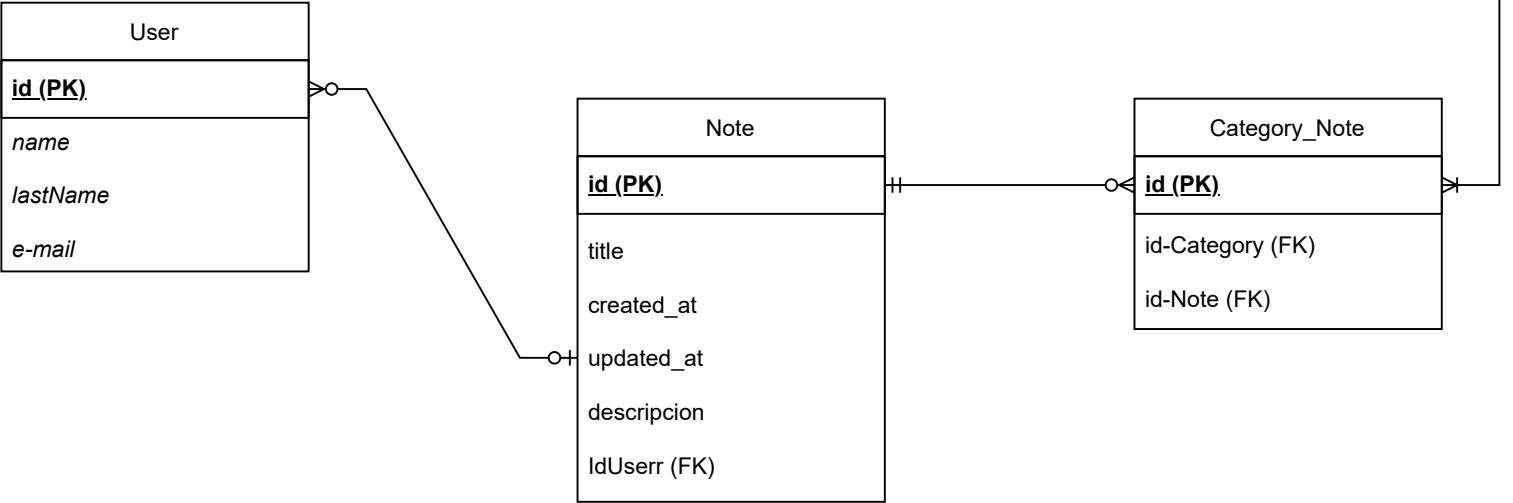 User
id (PK)
name
lastName
e-mail
Note
id (PK)
title
created_at
updated_at
descripcion
IdUserr (FK)
Category_Note
id (PK)
id-Category (FK)
id-Note (FK)